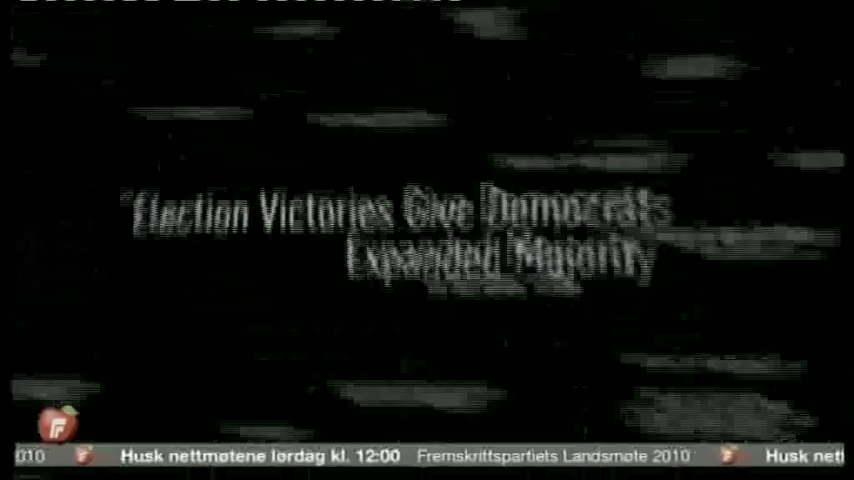 "Election Victories Give Democrats
Expanded Majority
010 Husk nettmøtene lørdag kl. 12:00 Fremskrittspartiets Landsmøte 2010 Husk nett